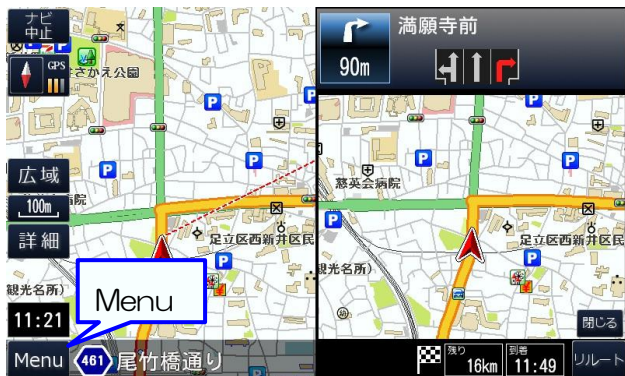 ナビ
中止
GPS
さかえ公園
広域
100m
病院
詳細
足立区西新井区民
観光名所)
Menu
11:21
Menu
461
尾竹橋通り
満願寺前
90m
慈英会病院
足立区西新井区民
観光名所)
閉じる
残り
16km
到着
11:49
リルート
P
P
P
P
P
P
P
P